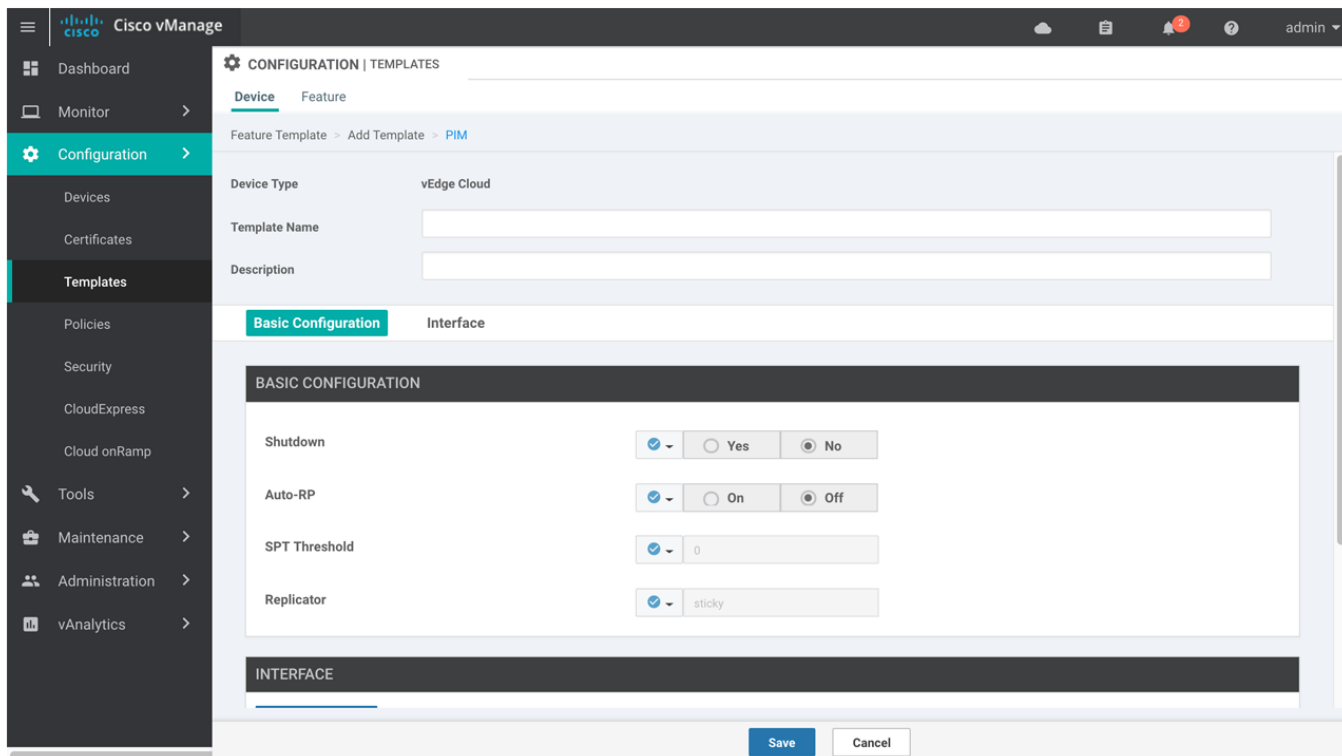 cisco Cisco vManage 2 admin
Dashboard
Monitor
Configuration
Devices
Certificates
Templates
Policies
Security
CloudExpress
Cloud onRamp
Tools
Maintenance
Administration
vAnalytics
CONFIGURATION | TEMPLATES
Device Feature
Feature Template > Add Template > PIM
Device Type vEdge Cloud
Template Name
Description
Basic Configuration Interface
BASIC CONFIGURATION
Shutdown Yes No
Auto-RP On Off
SPT Threshold 0
Replicator sticky
INTERFACE
Save Cancel